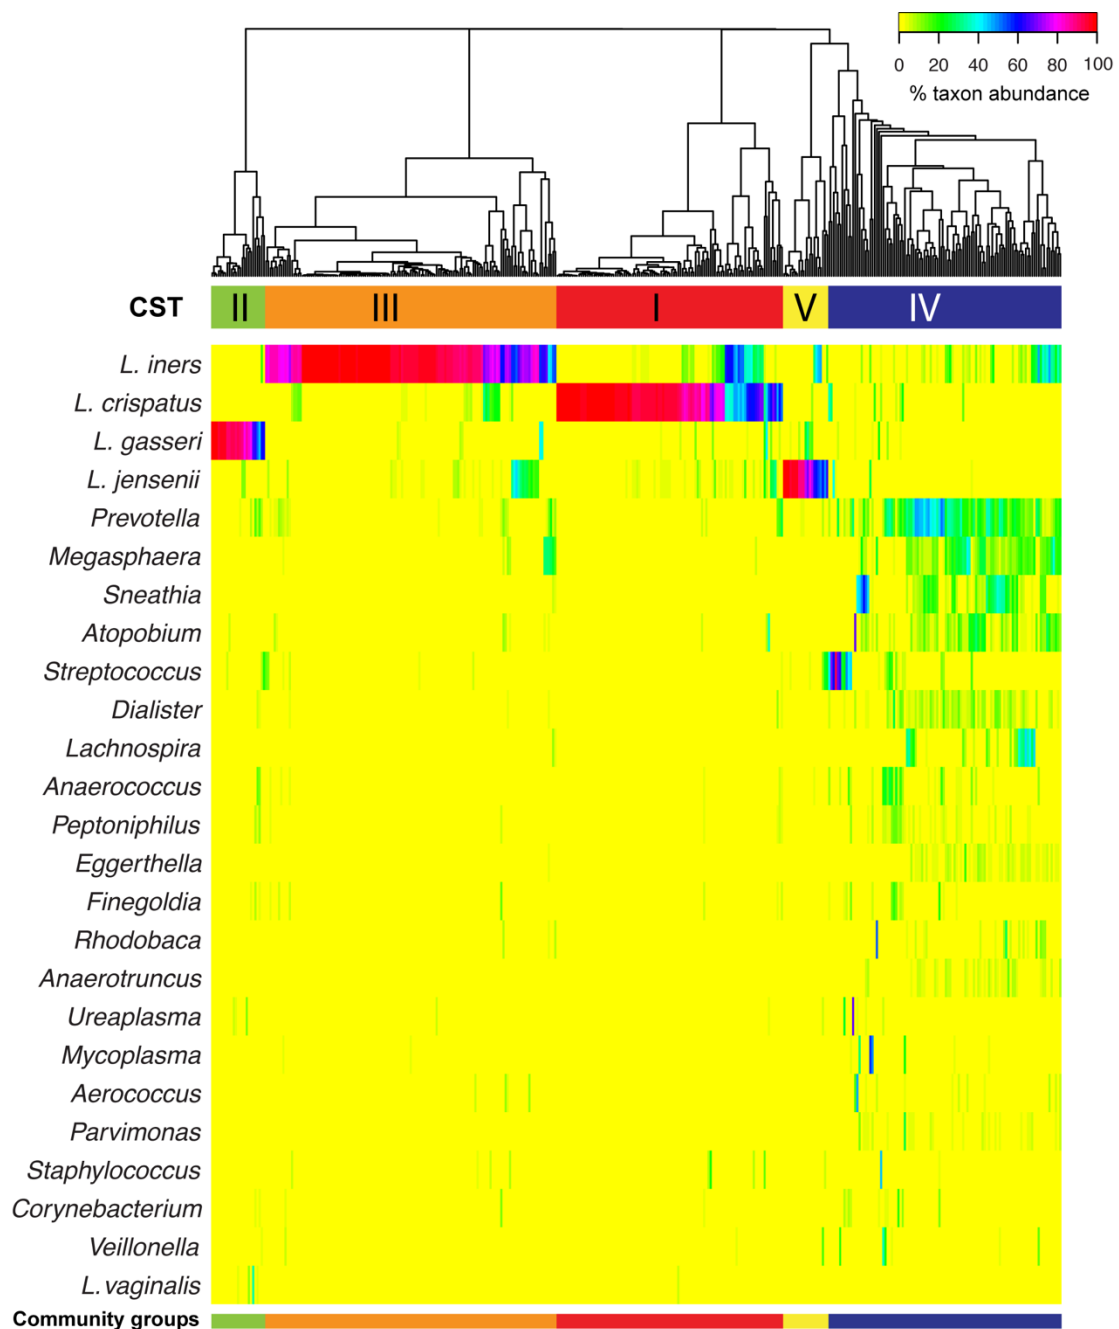 0 20 40 60 80 100
% taxon abundance
CST II III I V IV
L. iners
L. crispatus
L. gasseri
L. jensenii
Prevotella
Megasphaera
Sneathia
Atopobium
Streptococcus
Dialister
Lachnospira
Anaerococcus
Peptoniphilus
Eggerthella
Finegoldia
Rhodobaca
Anaerotruncus
Ureaplasma
Mycoplasma
Aerococcus
Parvimonas
Staphylococcus
Corynebacterium
Veillonella
L. vaginalis
Community groups